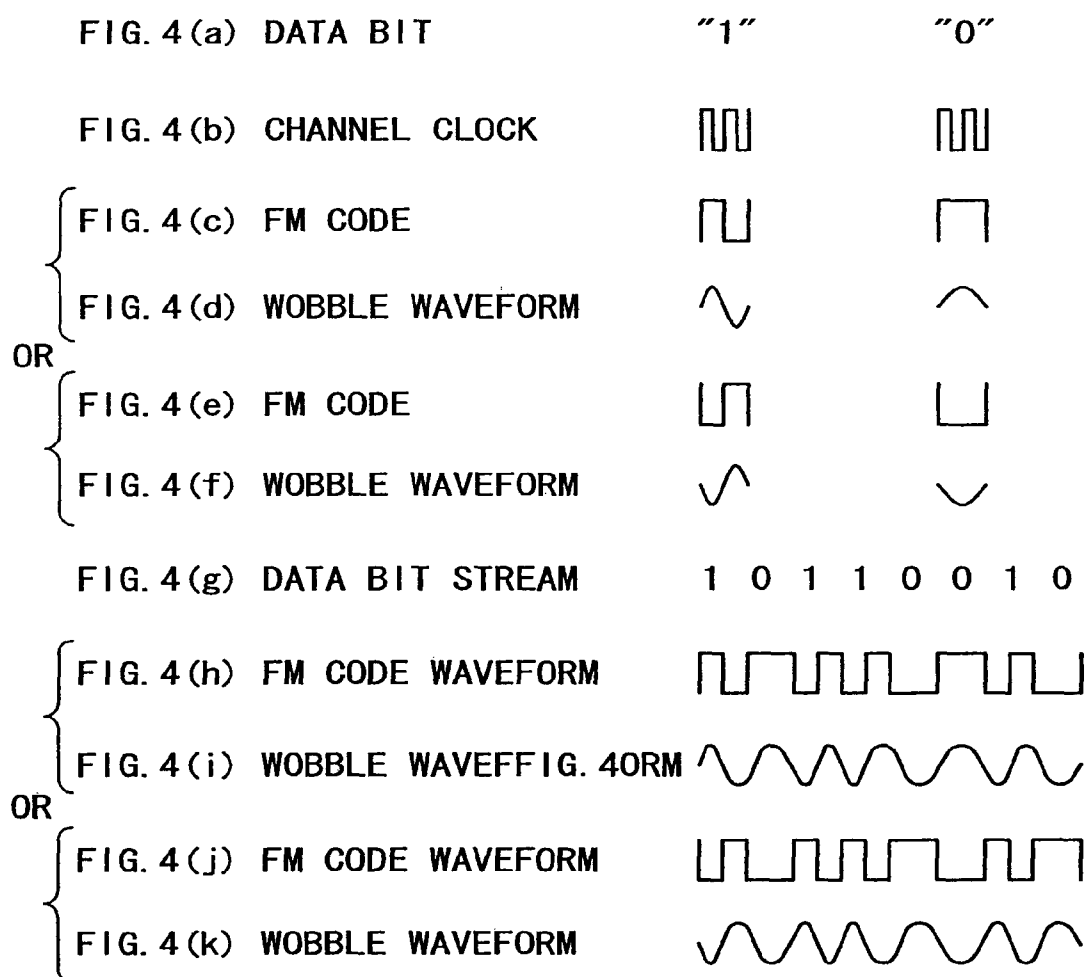 FIG. 4(a) DATA BIT "1" "0"
FIG. 4(b) CHANNEL CLOCK
FIG. 4(c) FM CODE
FIG. 4(d) WOBBLE WAVEFORM
OR
FIG. 4(e) FM CODE
FIG. 4(f) WOBBLE WAVEFORM
FIG. 4(g) DATA BIT STREAM 1 0 1 1 0 0 1 0
FIG. 4(h) FM CODE WAVEFORM
FIG. 4(i) WOBBLE WAVEFFIG. 4ORM
OR
FIG. 4(j) FM CODE WAVEFORM
FIG. 4(k) WOBBLE WAVEFORM